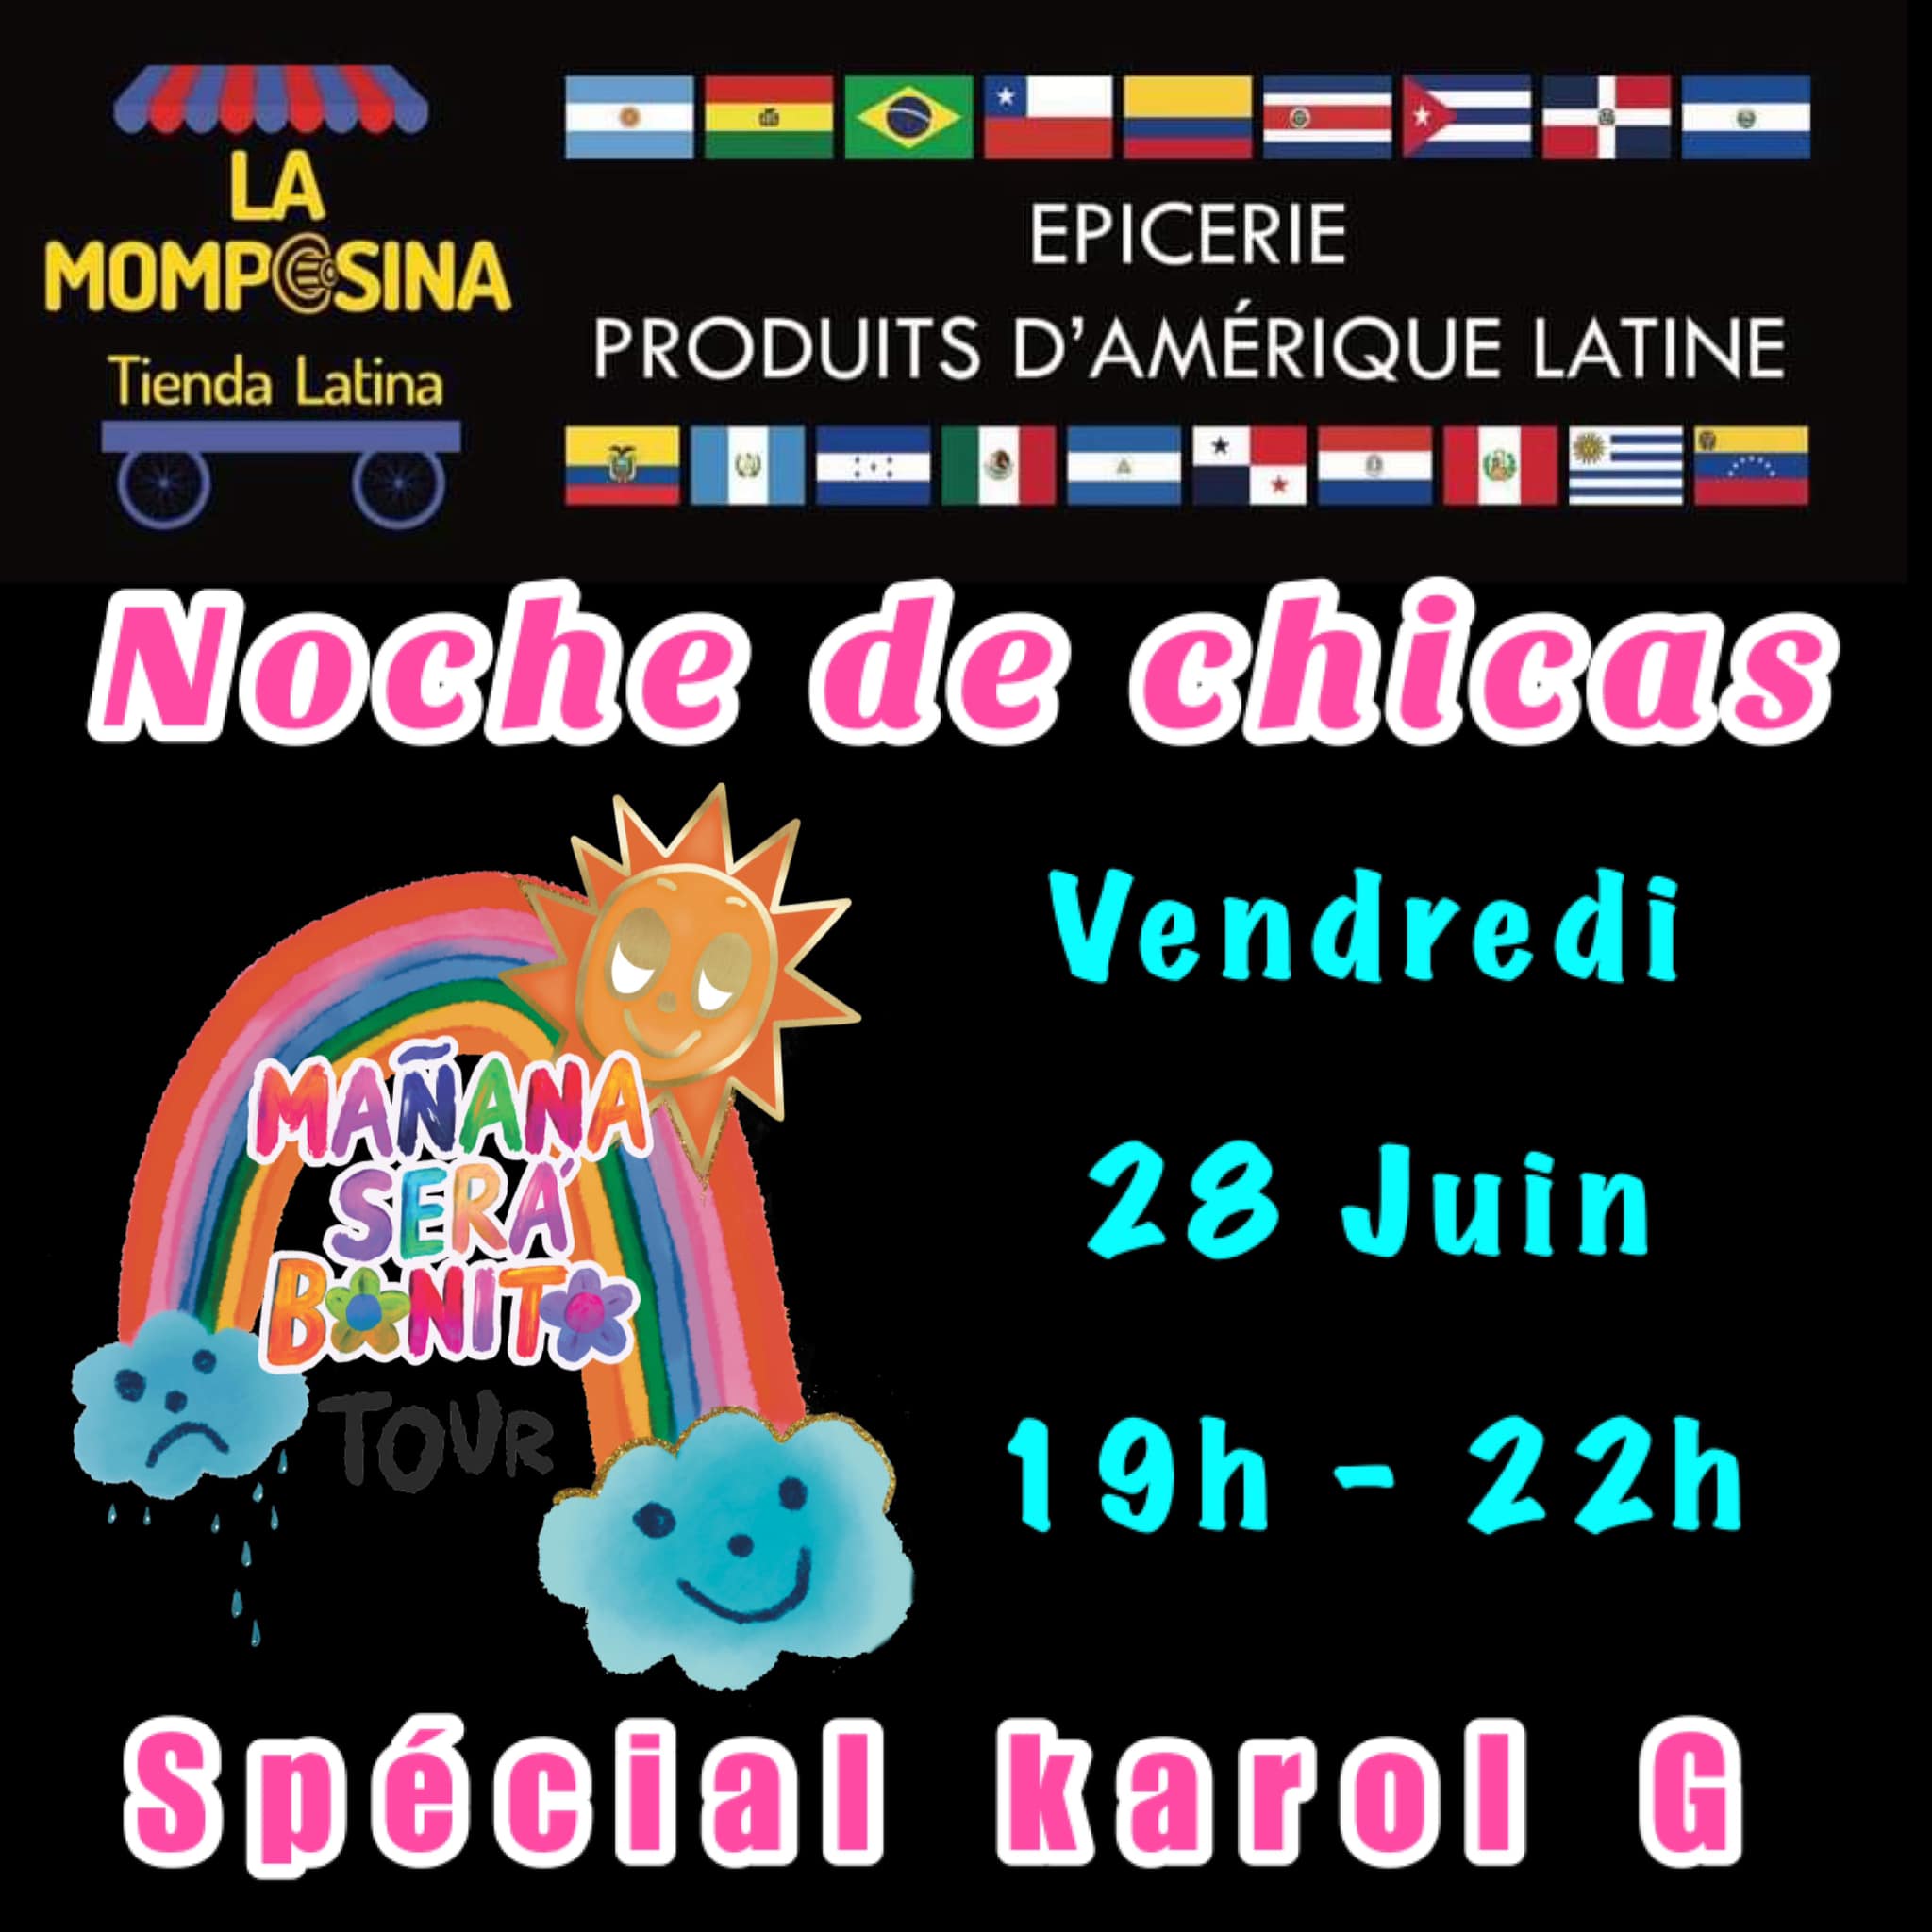 LA
MOMPOSINA
Tienda Latina
EPICERIE
PRODUITS D'AMÉRIQUE LATINE
Noche de chicas
MAÑANA
SERÁ
BONITO
TOUR
Vendredi
28 Juin
19h - 22h
Spécial karol G